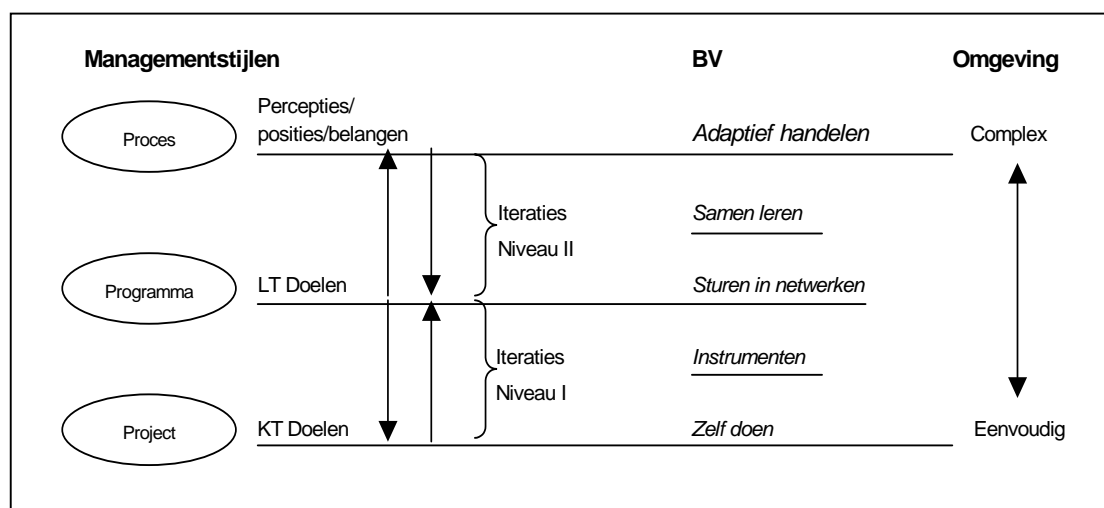 Managementstijlen BV Omgeving
Percepties/
posities/belangen
Proces Adaptief handelen Complex
Iteraties Samen leren
Niveau II
Programma LT Doelen Sturen in netwerken
Iteraties Instrumenten
Niveau I
Project KT Doelen Zelf doen Eenvoudig